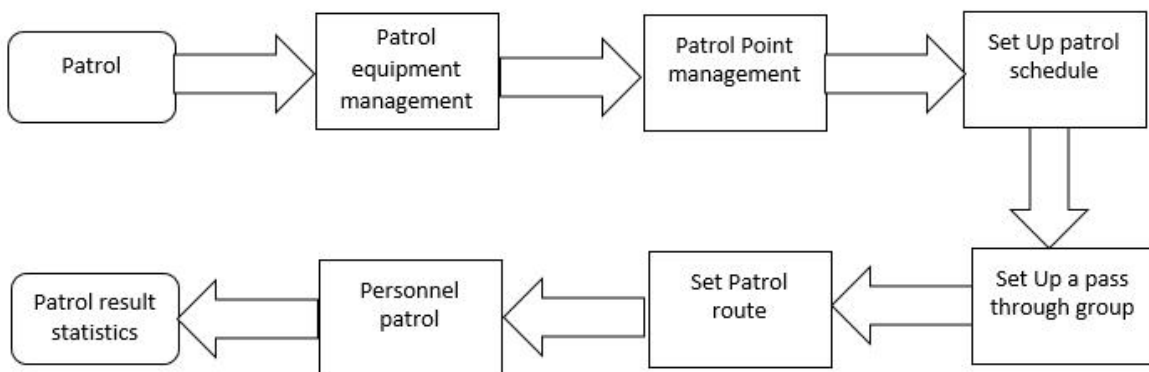 Patrol
Patrol
equipment
management
Patrol Point
management
Set Up patrol
schedule
Set Up a pass
through group
Set Patrol
route
Personnel
patrol
Patrol result
statistics